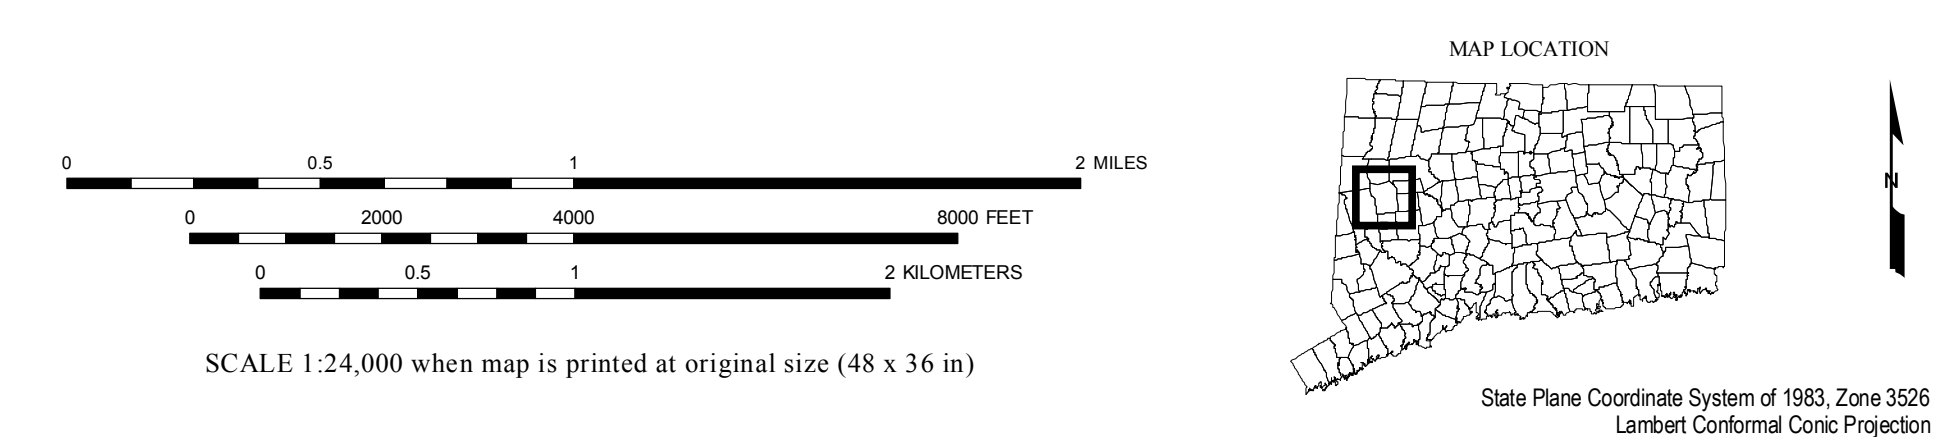 MAP LOCATION
0 0.5 1 2 MILES
0 2000 4000 8000 FEET
0 0.5 1 2 KILOMETERS
SCALE 1:24,000 when map is printed at original size (48 x 36 in)
N
State Plane Coordinate System of 1983, Zone 3526
Lambert Conformal Conic Projection